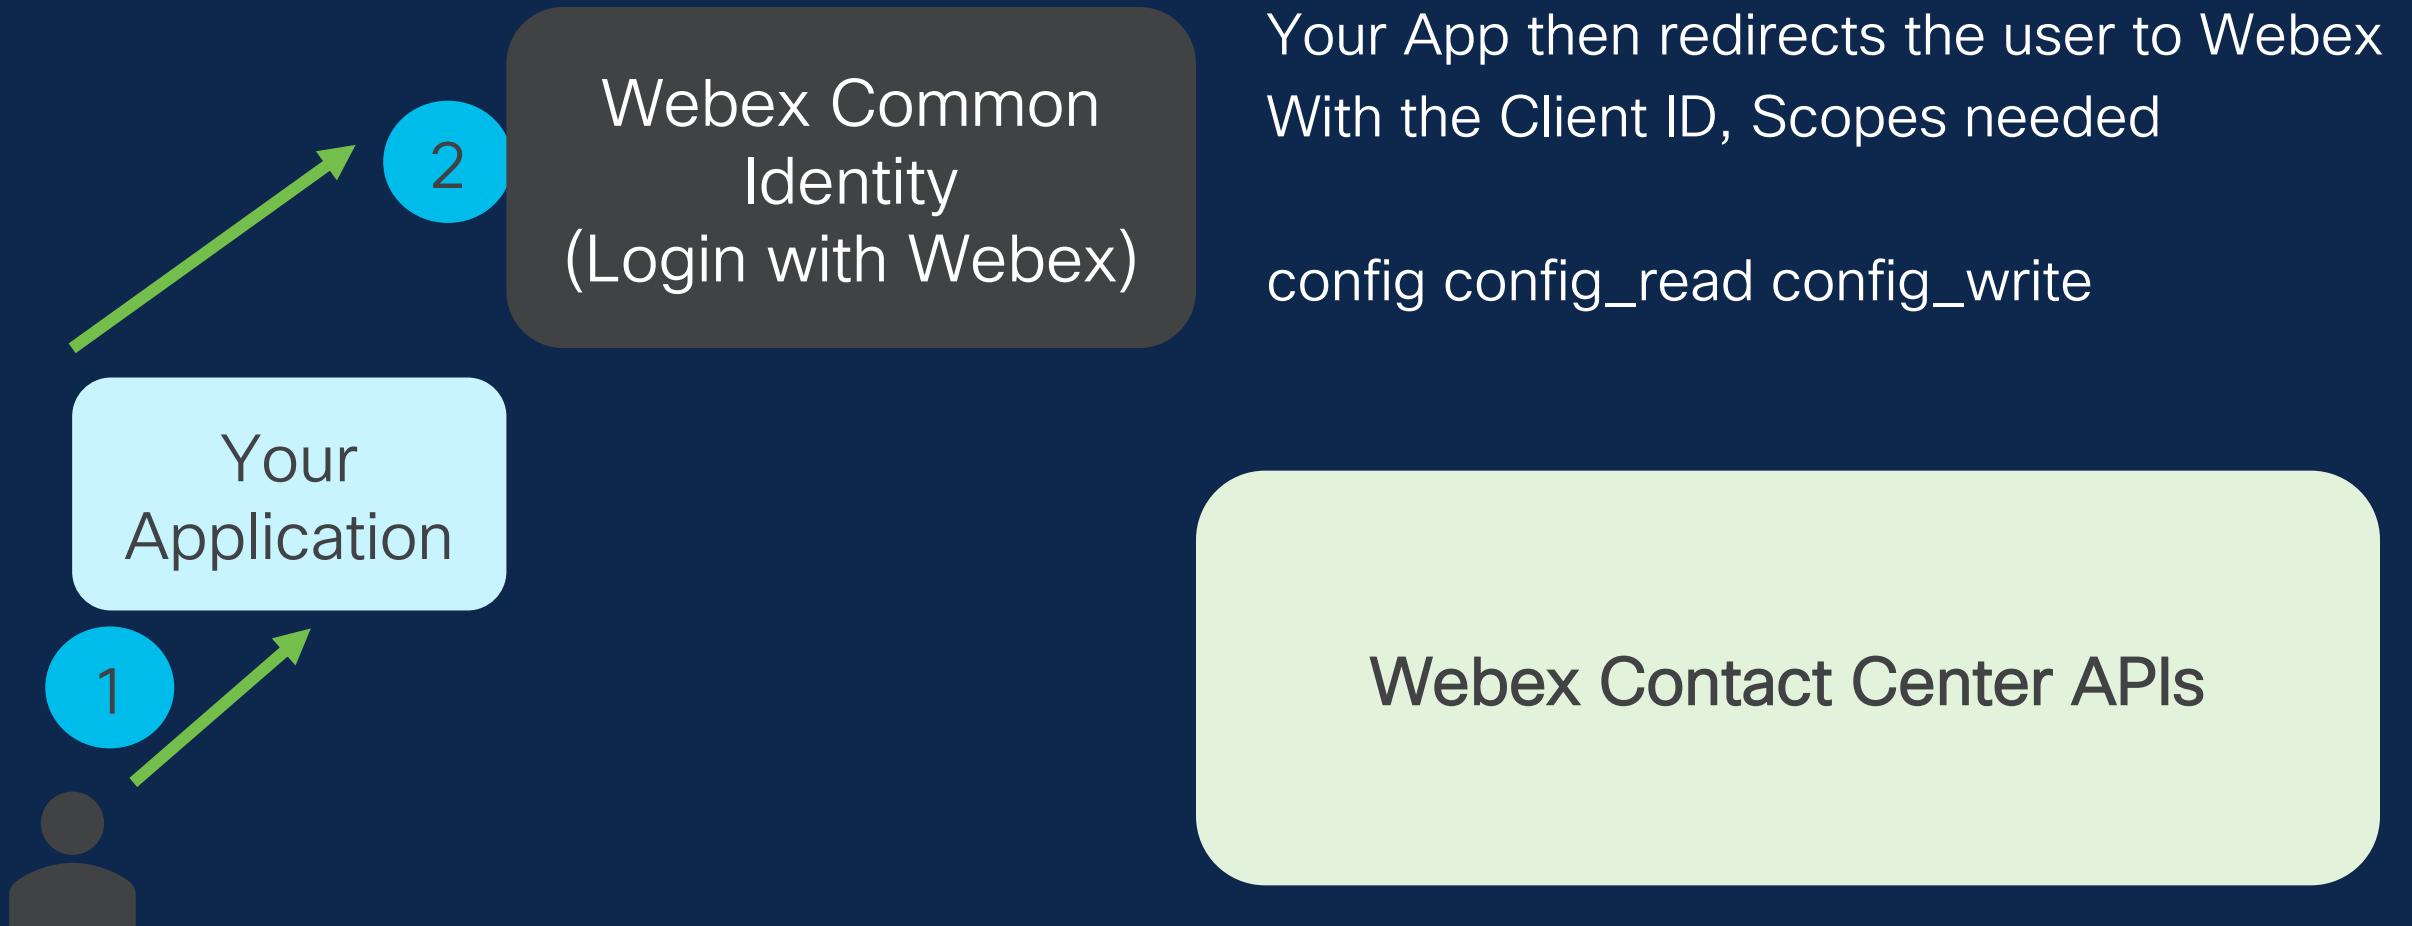 Your App then redirects the user to Webex
With the Client ID, Scopes needed
config config_read config_write
2
Webex Common
Identity
(Login with Webex)
Your
Application
1
Webex Contact Center APIs